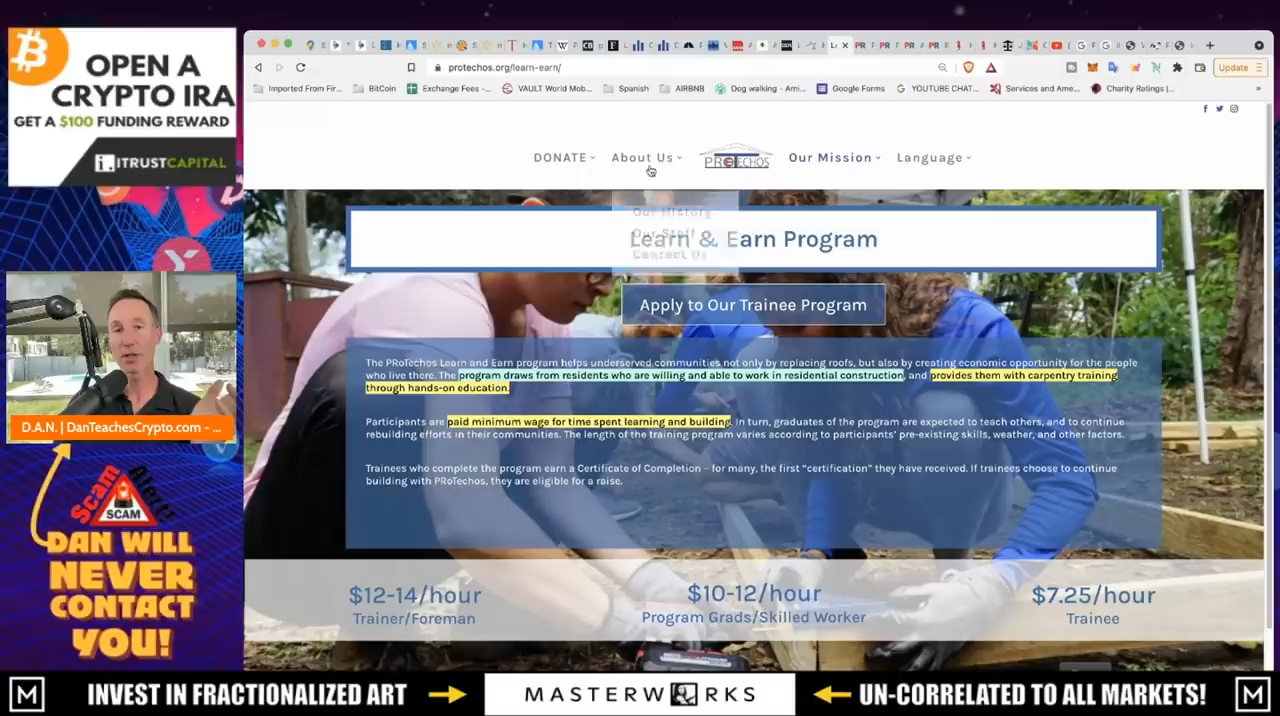 OPEN A
CRYPTO IRA
GET A $100 FUNDING REWARD
ITRUSTCAPITAL
D.A.N. | DanTeachesCrypto.com - ...
Scam Alert!
SCAM
DAN WILL
NEVER
CONTACT
YOU!
protechos.org/learn-earn/
Update
Imported From Fir...
BitCoin
Exchange Fees -...
VAULT World Mob...
Spanish
AIRBNB
Dog walking - Ami...
Google Forms
YOUTUBE CHAT...
Services and Ame...
Charity Ratings |...
»
DONATE
About Us
PROTECHOS
Our Mission
Language
Our History
Our Staff
Contact Us
Learn & Earn Program
Apply to Our Trainee Program
The PRoTechos Learn and Earn program helps underserved communities not only by replacing roofs, but also by creating economic opportunity for the people
who live there. The program draws from residents who are willing and able to work in residential construction, and provides them with carpentry training
through hands-on education.
Participants are paid minimum wage for time spent learning and building. In turn, graduates of the program are expected to teach others, and to continue
rebuilding efforts in their communities. The length of the training program varies according to participants' pre-existing skills, weather, and other factors.
Trainees who complete the program earn a Certificate of Completion – for many, the first "certification" they have received. If trainees choose to continue
building with PRoTechos, they are eligible for a raise.
$12-14/hour
Trainer/Foreman
$10-12/hour
Program Grads/Skilled Worker
$7.25/hour
Trainee
M INVEST IN FRACTIONALIZED ART MASTERWORKS UN-CORRELATED TO ALL MARKETS! M